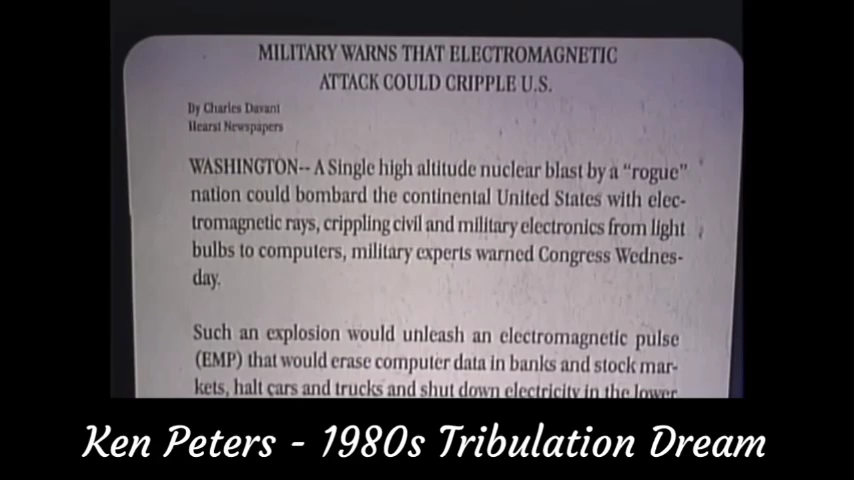 MILITARY WARNS THAT ELECTROMAGNETIC
ATTACK COULD CRIPPLE U.S.
By Charles Davant
Hearst Newspapers
WASHINGTON-- A Single high altitude nuclear blast by a "rogue"
nation could bombard the continental United States with elec-
tromagnetic rays, crippling civil and military electronics from light
bulbs to computers, military experts warned Congress Wednes-
day.
Such an explosion would unleash an electromagnetic pulse
(EMP) that would erase computer data in banks and stock mar-
kets, halt cars and trucks and shut down electricity in the lower
Ken Peters - 1980s Tribulation Dream